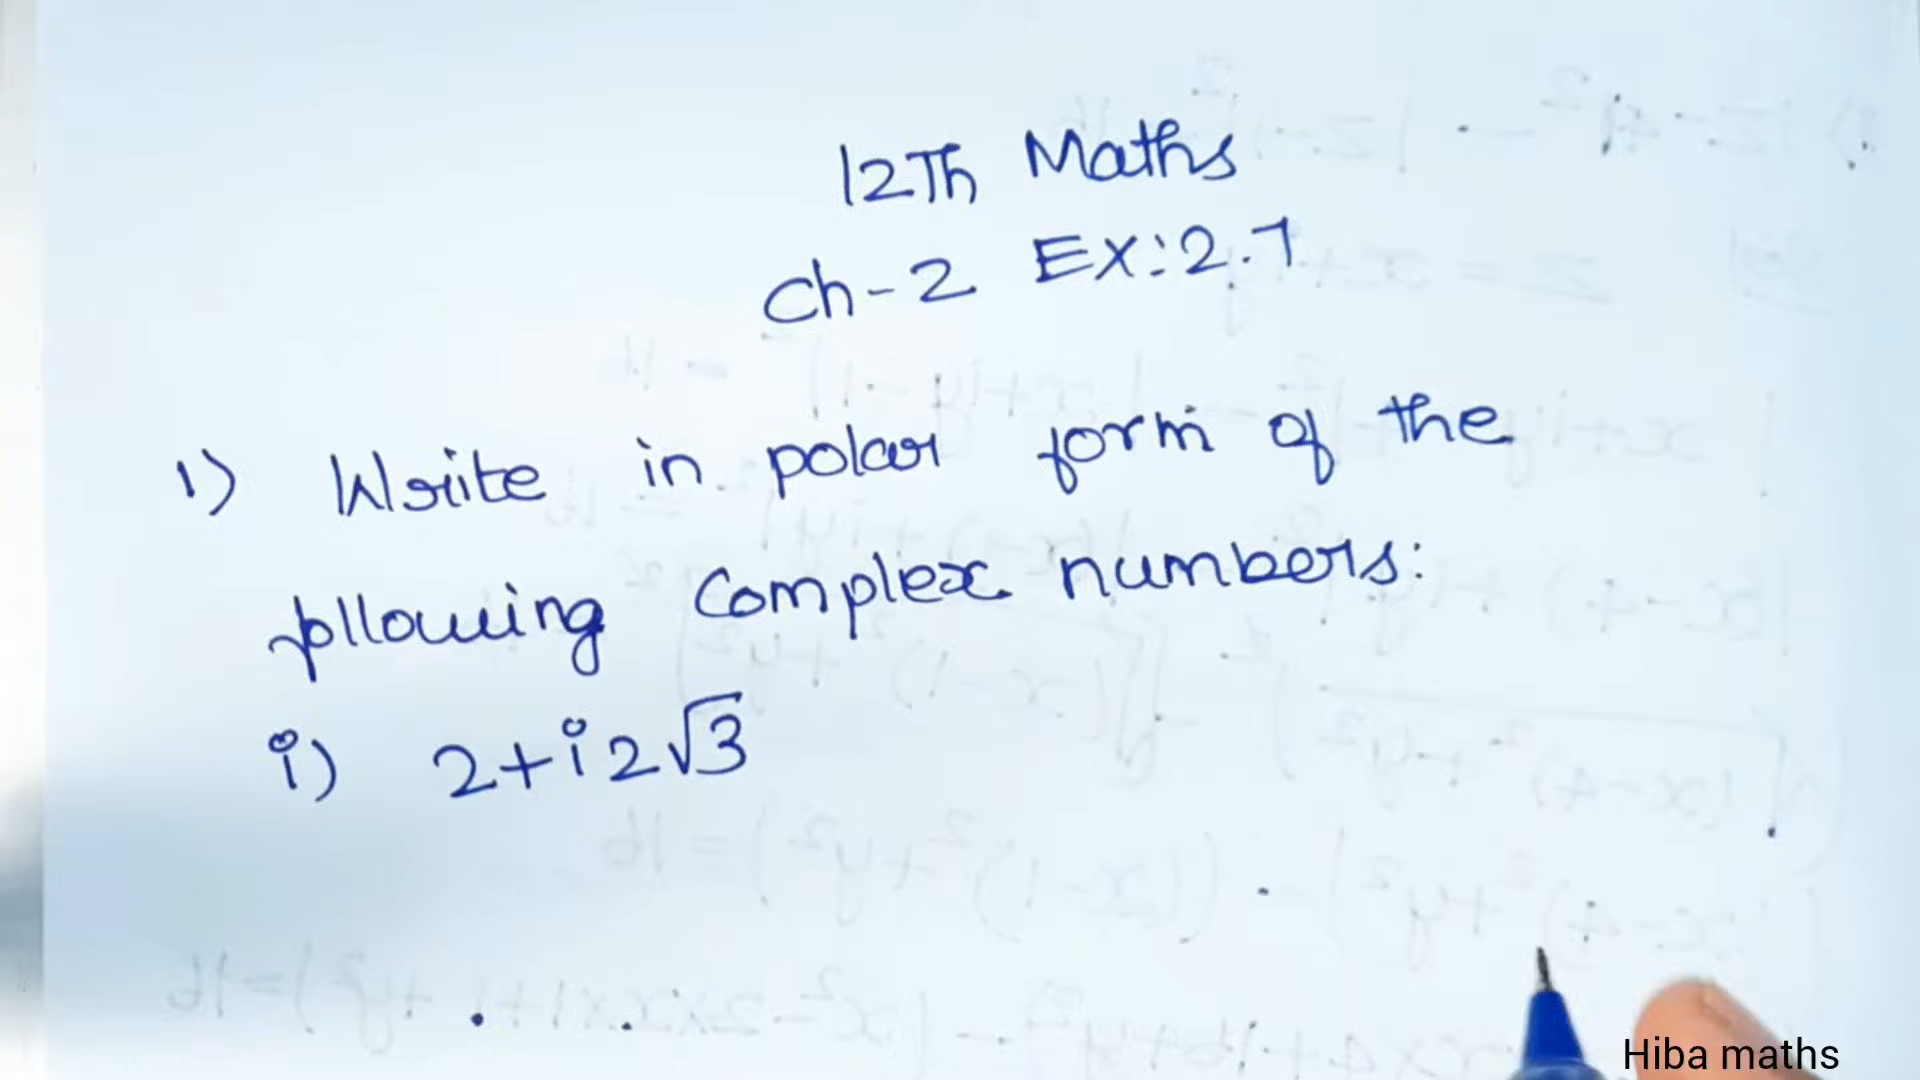 12Th Maths
Ch-2 Ex:2.7
1) Write in polar form of the
following Complex numbers:
i) 2+i2√3
Hiba maths